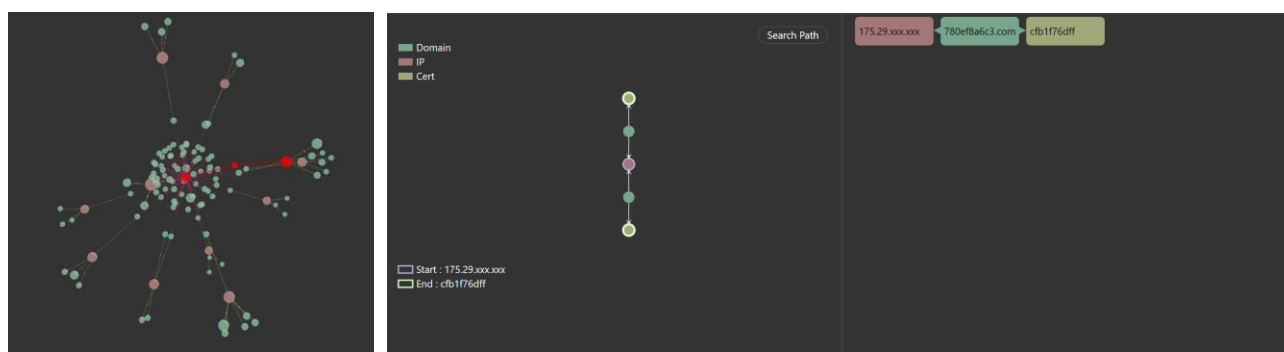 Search Path
Domain
IP
Cert
Start : 175.29.xxx.xxx
End : cfb1f76dff
175.29.xxx.xxx
780ef8a6c3.com
cfb1f76dff